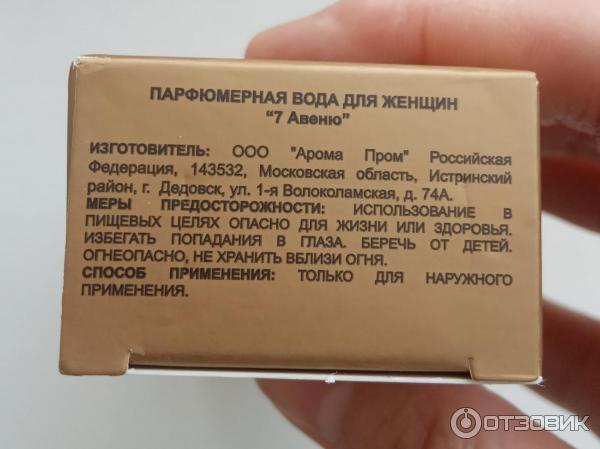 ПАРФЮМЕРНАЯ ВОДА ДЛЯ ЖЕНЩИН
“7 Авеню”
ИЗГОТОВИТЕЛЬ: ООО "Арома Пром" Российская
Федерация, 143532, Московская область, Истринский
район, г. Дедовск, ул. 1-я Волоколамская, д. 74А.
МЕРЫ ПРЕДОСТОРОЖНОСТИ: ИСПОЛЬЗОВАНИЕ В
ПИЩЕВЫХ ЦЕЛЯХ ОПАСНО ДЛЯ ЖИЗНИ ИЛИ ЗДОРОВЬЯ.
ИЗБЕГАТЬ ПОПАДАНИЯ В ГЛАЗА. БЕРЕЧЬ ОТ ДЕТЕЙ.
ОГНЕОПАСНО, НЕ ХРАНИТЬ ВБЛИЗИ ОГНЯ.
СПОСОБ ПРИМЕНЕНИЯ: ТОЛЬКО ДЛЯ НАРУЖНОГО
ПРИМЕНЕНИЯ.
ОТЗОВИК